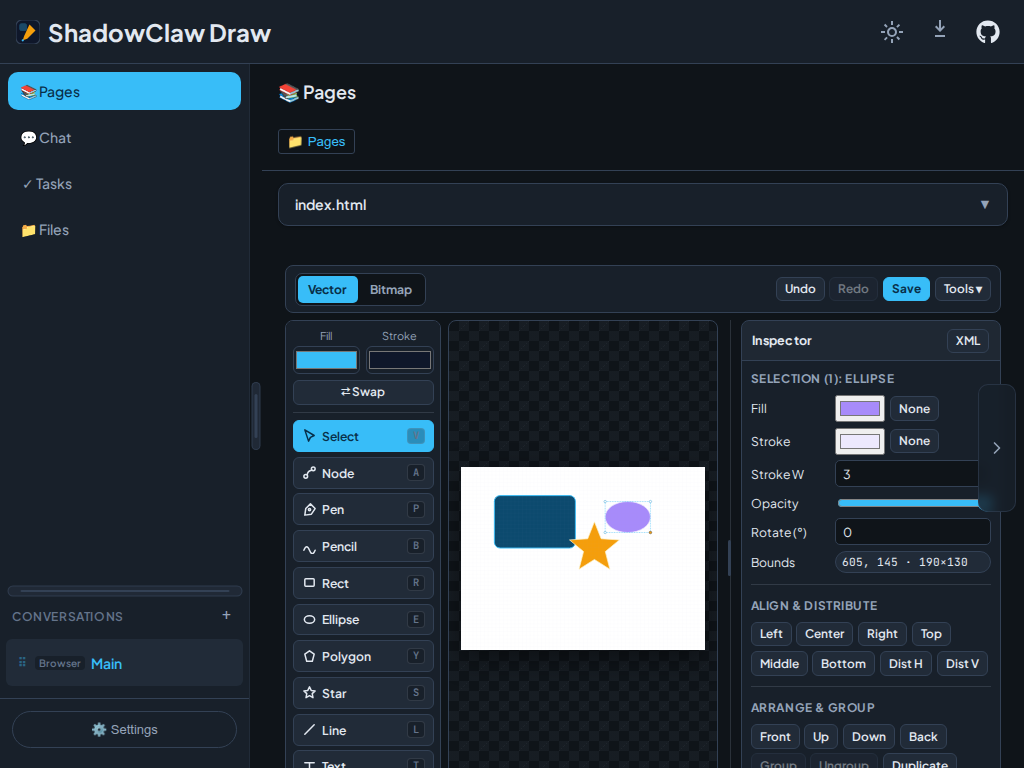 ShadowClaw Draw
Pages
Chat
Tasks
Files
CONVERSATIONS +
Browser Main
Settings
Pages
Pages
index.html
Vector Bitmap Undo Redo Save Tools▾
Fill Stroke
⇄ Swap
Select
Node A
Pen P
Pencil B
Rect R
Ellipse E
Polygon Y
Star S
Line L
Text T
Inspector XML
SELECTION (1): ELLIPSE
Fill None
Stroke None
Stroke W 3
Opacity
Rotate (°) 0
Bounds 605, 145 · 190×130
ALIGN & DISTRIBUTE
Left Center Right Top
Middle Bottom Dist H Dist V
ARRANGE & GROUP
Front Up Down Back
Group Ungroup Duplicate